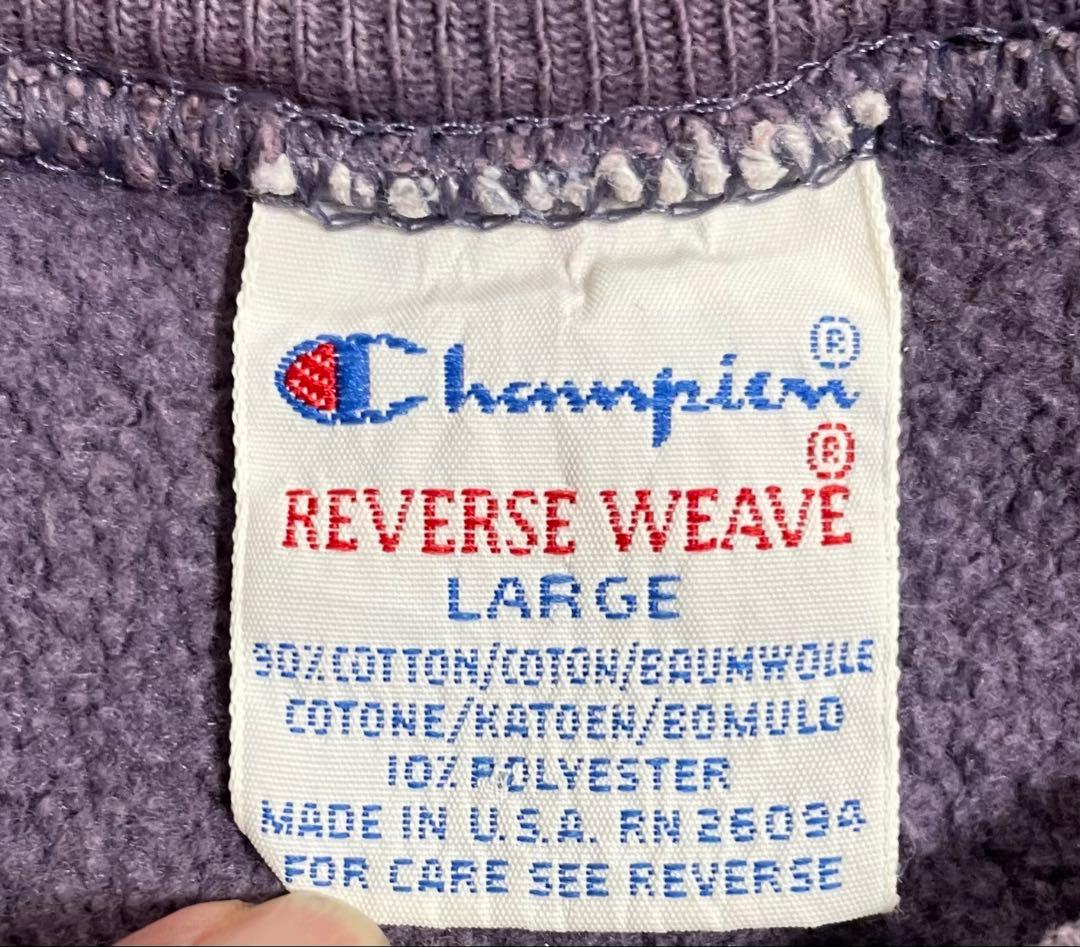 Champion®
REVERSE WEAVE®
LARGE
90% COTTON/COTON/BAUMWOLLE
COTONE/KATOEN/BOMULD
10% POLYESTER
MADE IN U.S.A. RN 26094
FOR CARE SEE REVERSE